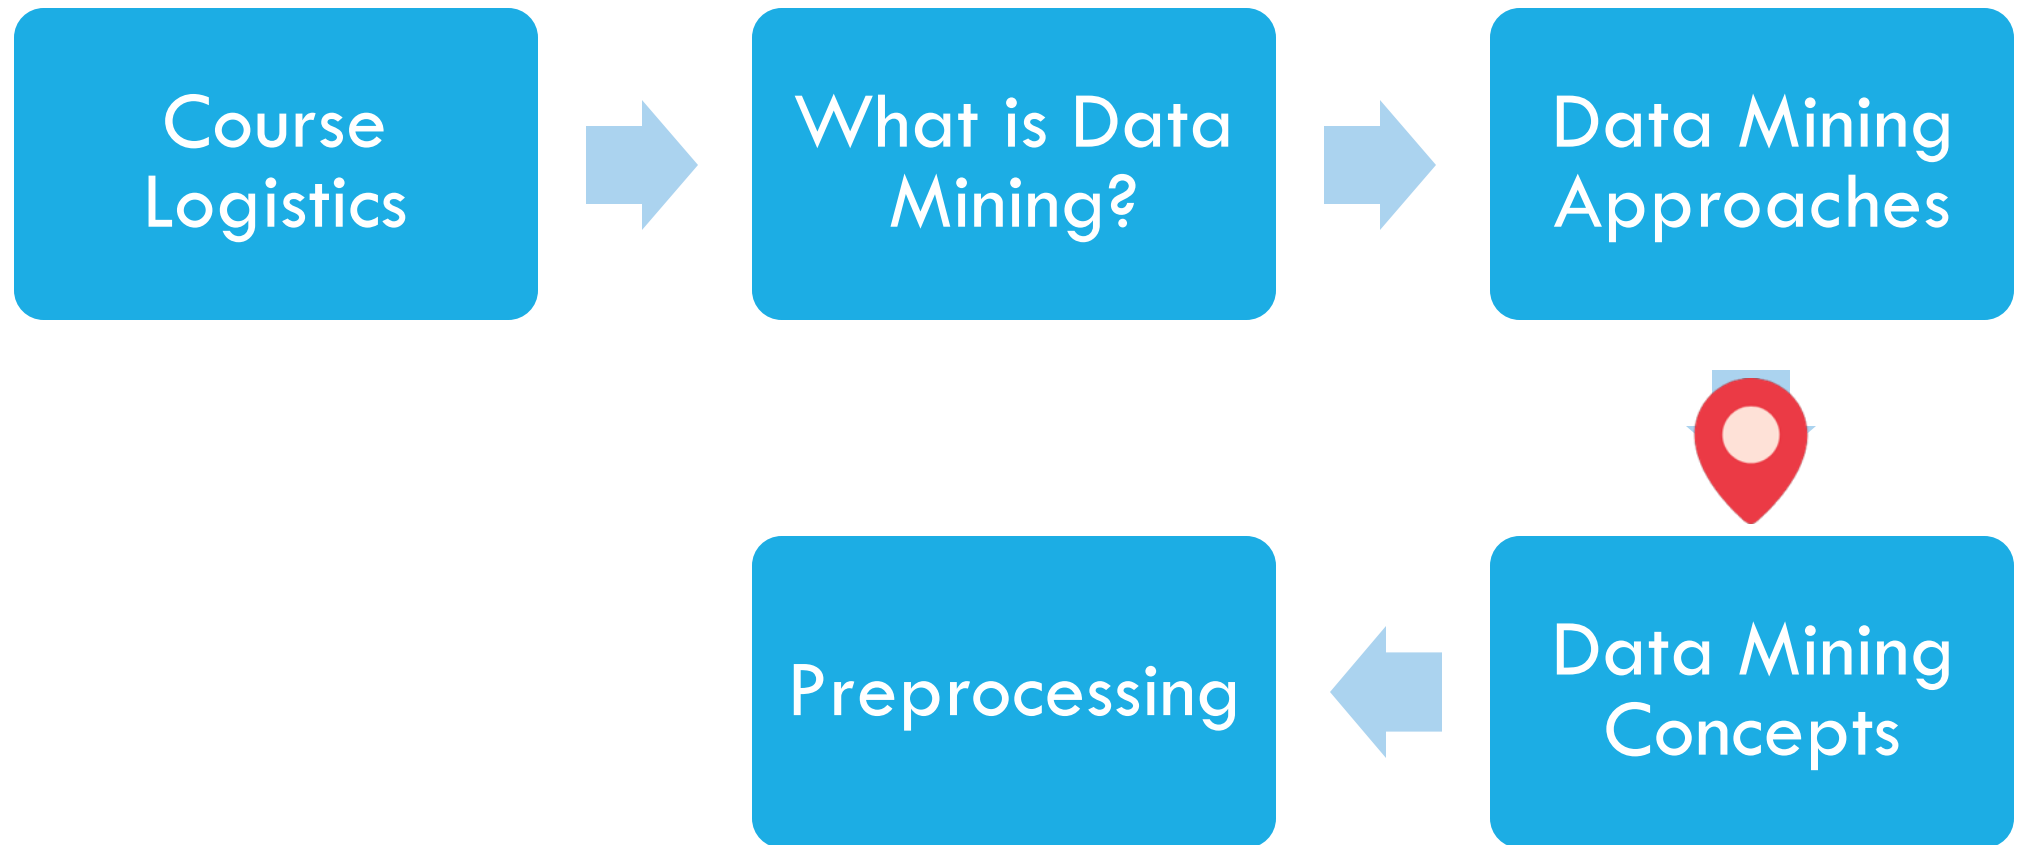 Course
Logistics
What is Data
Mining?
Data Mining
Approaches
Data Mining
Concepts
Preprocessing